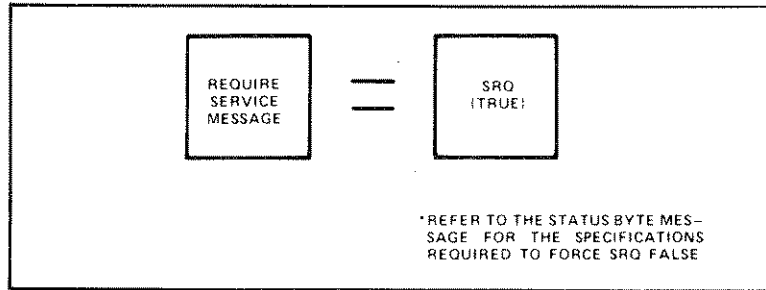 REQUIRE
SERVICE
MESSAGE
=
SRQ
(TRUE)
*REFER TO THE STATUS BYTE MES–
SAGE FOR THE SPECIFICATIONS
REQUIRED TO FORCE SRQ FALSE